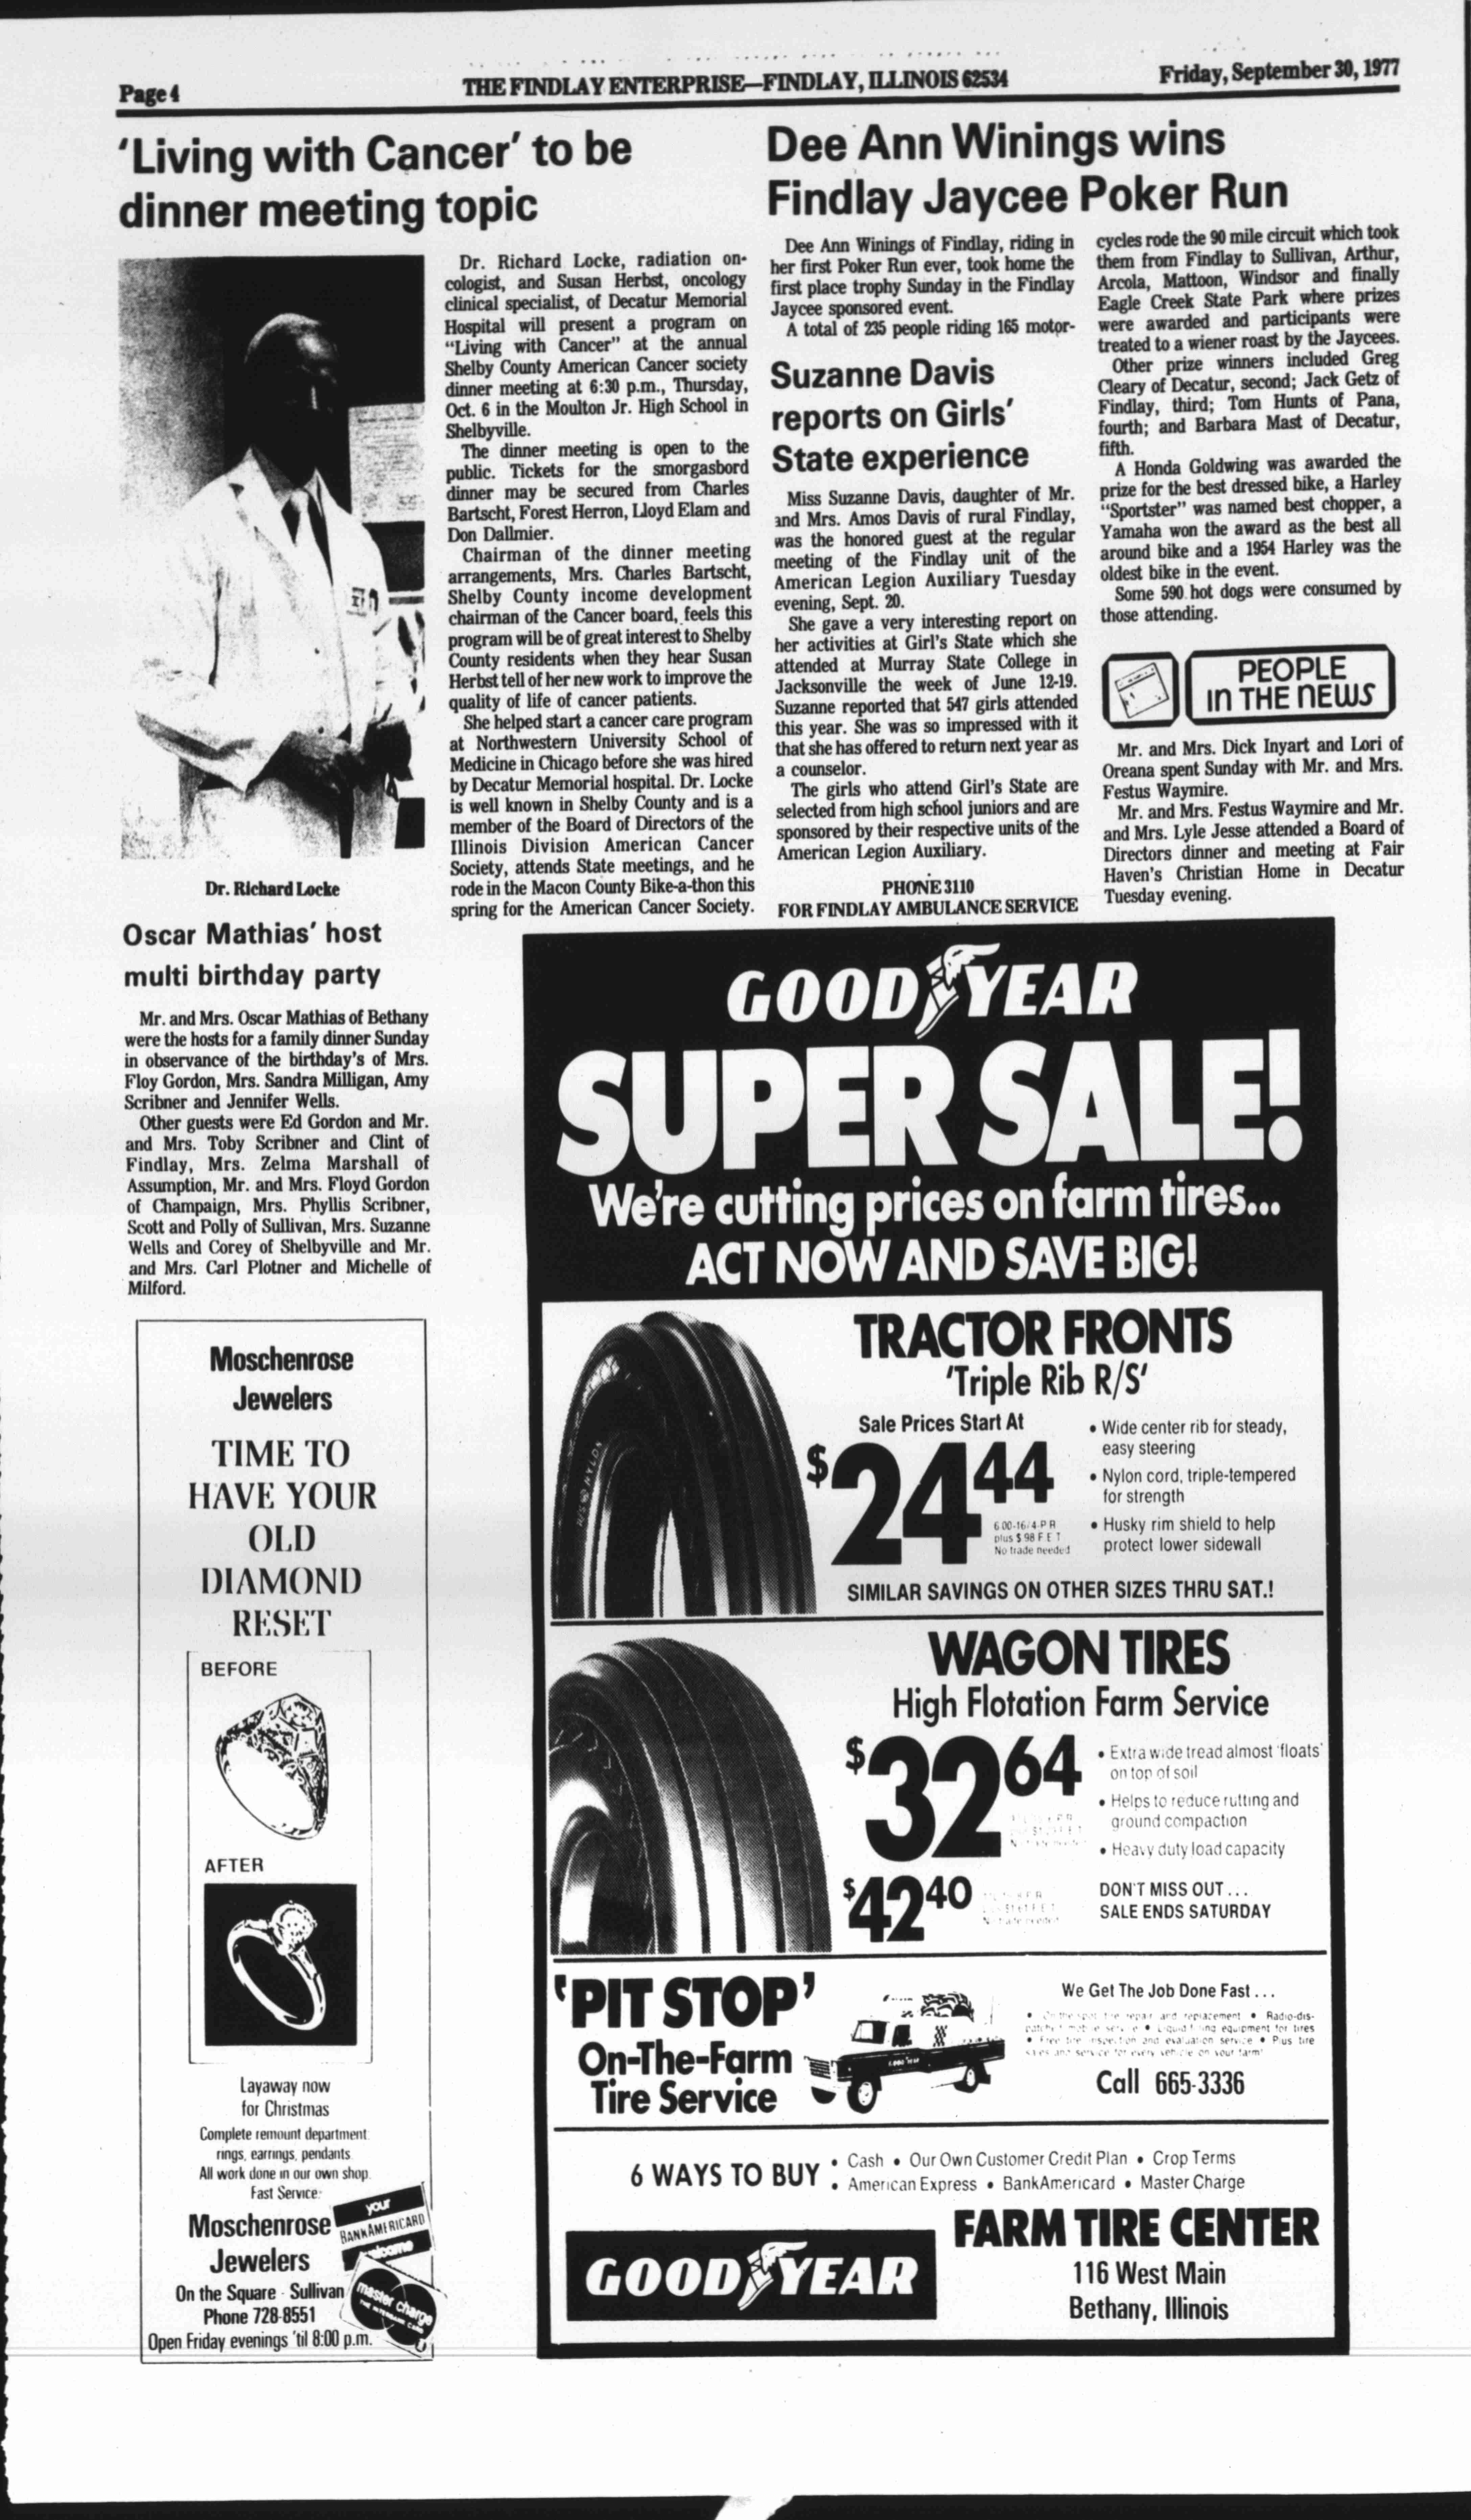 Page 4
THE FINDLAY ENTERPRISE—FINDLAY, ILLINOIS 62534
Friday, September 30, 1977
'Living with Cancer' to be
dinner meeting topic
Dr. Richard Locke
Dr. Richard Locke, radiation on-
cologist, and Susan Herbst, oncology
clinical specialist, of Decatur Memorial
Hospital will present a program on
"Living with Cancer" at the annual
Shelby County American Cancer society
dinner meeting at 6:30 p.m., Thursday,
Oct. 6 in the Moulton Jr. High School in
Shelbyville.
The dinner meeting is open to the
public. Tickets for the smorgasbord
dinner may be secured from Charles
Bartscht, Forest Herron, Lloyd Elam and
Don Dallmier.
Chairman of the dinner meeting
arrangements, Mrs. Charles Bartscht,
Shelby County income development
chairman of the Cancer board, feels this
program will be of great interest to Shelby
County residents when they hear Susan
Herbst tell of her new work to improve the
quality of life of cancer patients.
She helped start a cancer care program
at Northwestern University School of
Medicine in Chicago before she was hired
by Decatur Memorial hospital. Dr. Locke
is well known in Shelby County and is a
member of the Board of Directors of the
Illinois Division American Cancer
Society, attends State meetings, and he
rode in the Macon County Bike-a-thon this
spring for the American Cancer Society.
Dee Ann Winings wins
Findlay Jaycee Poker Run
Dee Ann Winings of Findlay, riding in
her first Poker Run ever, took home the
first place trophy Sunday in the Findlay
Jaycee sponsored event.
A total of 235 people riding 165 motor-
cycles rode the 90 mile circuit which took
them from Findlay to Sullivan, Arthur,
Arcola, Mattoon, Windsor and finally
Eagle Creek State Park where prizes
were awarded and participants were
treated to a wiener roast by the Jaycees.
Other prize winners included Greg
Cleary of Decatur, second; Jack Getz of
Findlay, third; Tom Hunts of Pana,
fourth; and Barbara Mast of Decatur,
fifth.
A Honda Goldwing was awarded the
prize for the best dressed bike, a Harley
"Sportster" was named best chopper, a
Yamaha won the award as the best all
around bike and a 1954 Harley was the
oldest bike in the event.
Some 590 hot dogs were consumed by
those attending.
Suzanne Davis
reports on Girls'
State experience
Miss Suzanne Davis, daughter of Mr.
and Mrs. Amos Davis of rural Findlay,
was the honored guest at the regular
meeting of the Findlay unit of the
American Legion Auxiliary Tuesday
evening, Sept. 20.
She gave a very interesting report on
her activities at Girl's State which she
attended at Murray State College in
Jacksonville the week of June 12-19.
Suzanne reported that 547 girls attended
this year. She was so impressed with it
that she has offered to return next year as
a counselor.
The girls who attend Girl's State are
selected from high school juniors and are
sponsored by their respective units of the
American Legion Auxiliary.
PHONE 3110
FOR FINDLAY AMBULANCE SERVICE
PEOPLE
IN THE NEWS
Mr. and Mrs. Dick Inyart and Lori of
Oreana spent Sunday with Mr. and Mrs.
Festus Waymire.
Mr. and Mrs. Festus Waymire and Mr.
and Mrs. Lyle Jesse attended a Board of
Directors dinner and meeting at Fair
Haven's Christian Home in Decatur
Tuesday evening.
Oscar Mathias' host
multi birthday party
Mr. and Mrs. Oscar Mathias of Bethany
were the hosts for a family dinner Sunday
in observance of the birthday's of Mrs.
Floy Gordon, Mrs. Sandra Milligan, Amy
Scribner and Jennifer Wells.
Other guests were Ed Gordon and Mr.
and Mrs. Toby Scribner and Clint of
Findlay, Mrs. Zelma Marshall of
Assumption, Mr. and Mrs. Floyd Gordon
of Champaign, Mrs. Phyllis Scribner,
Scott and Polly of Sullivan, Mrs. Suzanne
Wells and Corey of Shelbyville and Mr.
and Mrs. Carl Plotner and Michelle of
Milford.
Moschenrose
Jewelers
TIME TO
HAVE YOUR
OLD
DIAMOND
RESET
BEFORE
AFTER
Layaway now
for Christmas
Complete remount department
rings, earrings, pendants
All work done in our own shop.
Fast Service.
Moschenrose
Jewelers
On the Square - Sullivan
Phone 728-8551
Open Friday evenings 'til 8:00 p.m.
your
BANKAMERICARD
welcome
master charge
GOODYEAR
SUPER SALE!
We're cutting prices on farm tires...
ACT NOW AND SAVE BIG!
TRACTOR FRONTS
'Triple Rib R/S'
Sale Prices Start At
$24 44
6.00-16/4-P R
plus $.98 F.E.T.
No trade needed
• Wide center rib for steady,
easy steering
• Nylon cord, triple-tempered
for strength
• Husky rim shield to help
protect lower sidewall
SIMILAR SAVINGS ON OTHER SIZES THRU SAT.!
WAGON TIRES
High Flotation Farm Service
$32 64
• Extra wide tread almost 'floats'
on top of soil
• Helps to reduce rutting and
ground compaction
• Heavy duty load capacity
$42 40
DON'T MISS OUT...
SALE ENDS SATURDAY
'PIT STOP'
On-The-Farm
Tire Service
We Get The Job Done Fast...
• On-the-spot tire repair and replacement • Radio-dis-
patched mobile service • Liquid filling equipment for tires
• Free tire inspection and evaluation service • Plus tire
sales and service for every vehicle on your farm!
Call 665-3336
6 WAYS TO BUY
• Cash • Our Own Customer Credit Plan • Crop Terms
• American Express • BankAmericard • Master Charge
GOODYEAR
FARM TIRE CENTER
116 West Main
Bethany, Illinois